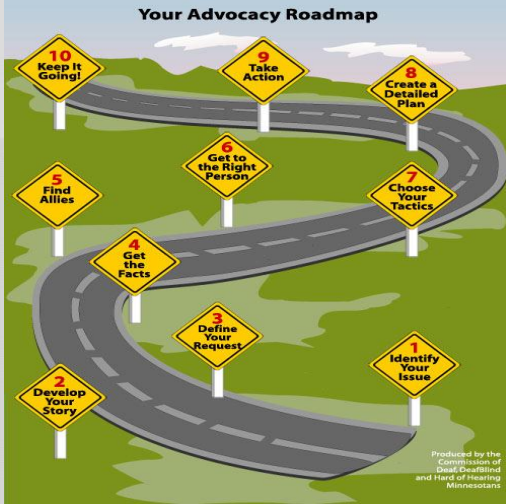 Your Advocacy Roadmap
1
Identify
Your
Issue
2
Develop
Your
Story
3
Define
Your
Request
4
Get
the
Facts
5
Find
Allies
6
Get to
the Right
Person
7
Choose
Your
Tactics
8
Create a
Detailed
Plan
9
Take
Action
10
Keep It
Going!
Produced by the
Commission of
Deaf, DeafBlind
and Hard of Hearing
Minnesotans